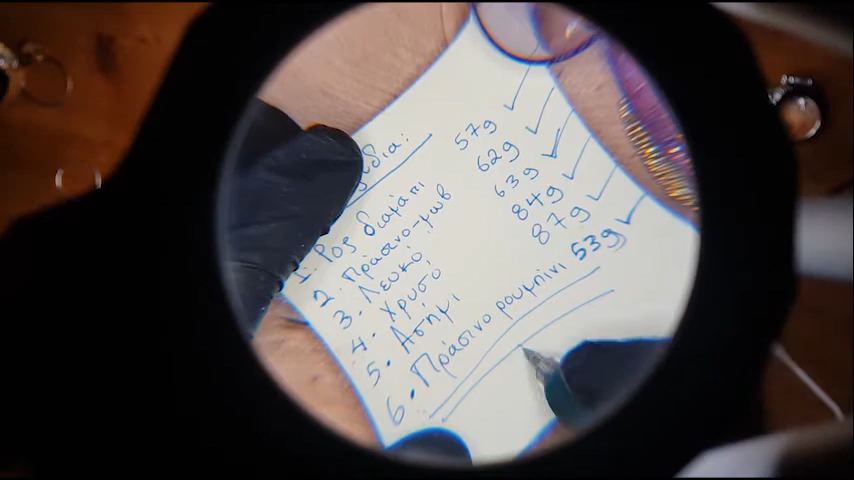 1. Ροζ διαμάντι 57g ✓
2. Πράσινο-μωβ 62g ✓
3. Λευκό 63g ✓
4. Χρυσό 84g ✓
5. Ασήμι 87g ✓
6. Πράσινο ρουμπίνι 53g ✓